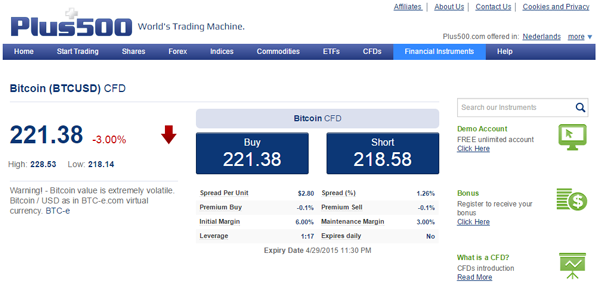 Affiliates | About Us | Contact Us | Cookies and Privacy
Plus500 World's Trading Machine.
Plus500.com offered in: Nederlands more
Home Start Trading Shares Forex Indices Commodities ETFs CFDs Financial Instruments Help
Bitcoin (BTCUSD) CFD
221.38 -3.00%
High: 228.53 Low: 218.14
Warning! - Bitcoin value is extremely volatile.
Bitcoin / USD as in BTC-e.com virtual
currency. BTC-e
Bitcoin CFD
Buy
221.38
Short
218.58
Spread Per Unit $2.80 Spread (%) 1.26%
Premium Buy -0.1% Premium Sell -0.1%
Initial Margin 6.00% Maintenance Margin 3.00%
Leverage 1:17 Expires daily No
Expiry Date 4/29/2015 11:30 PM
Search our Instruments
Demo Account
FREE unlimited account
Click Here
Bonus
Register to receive your
bonus
Click Here
What is a CFD?
CFDs introduction
Read More